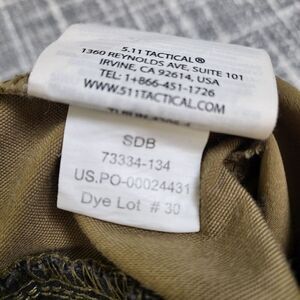 5.11 TACTICAL®
1360 REYNOLDS AVE, SUITE 101
IRVINE, CA 92614, USA
TEL: 1+866-451-1726
WWW.511TACTICAL.COM
SDB
73334-134
US.PO-00024431
Dye Lot # 30